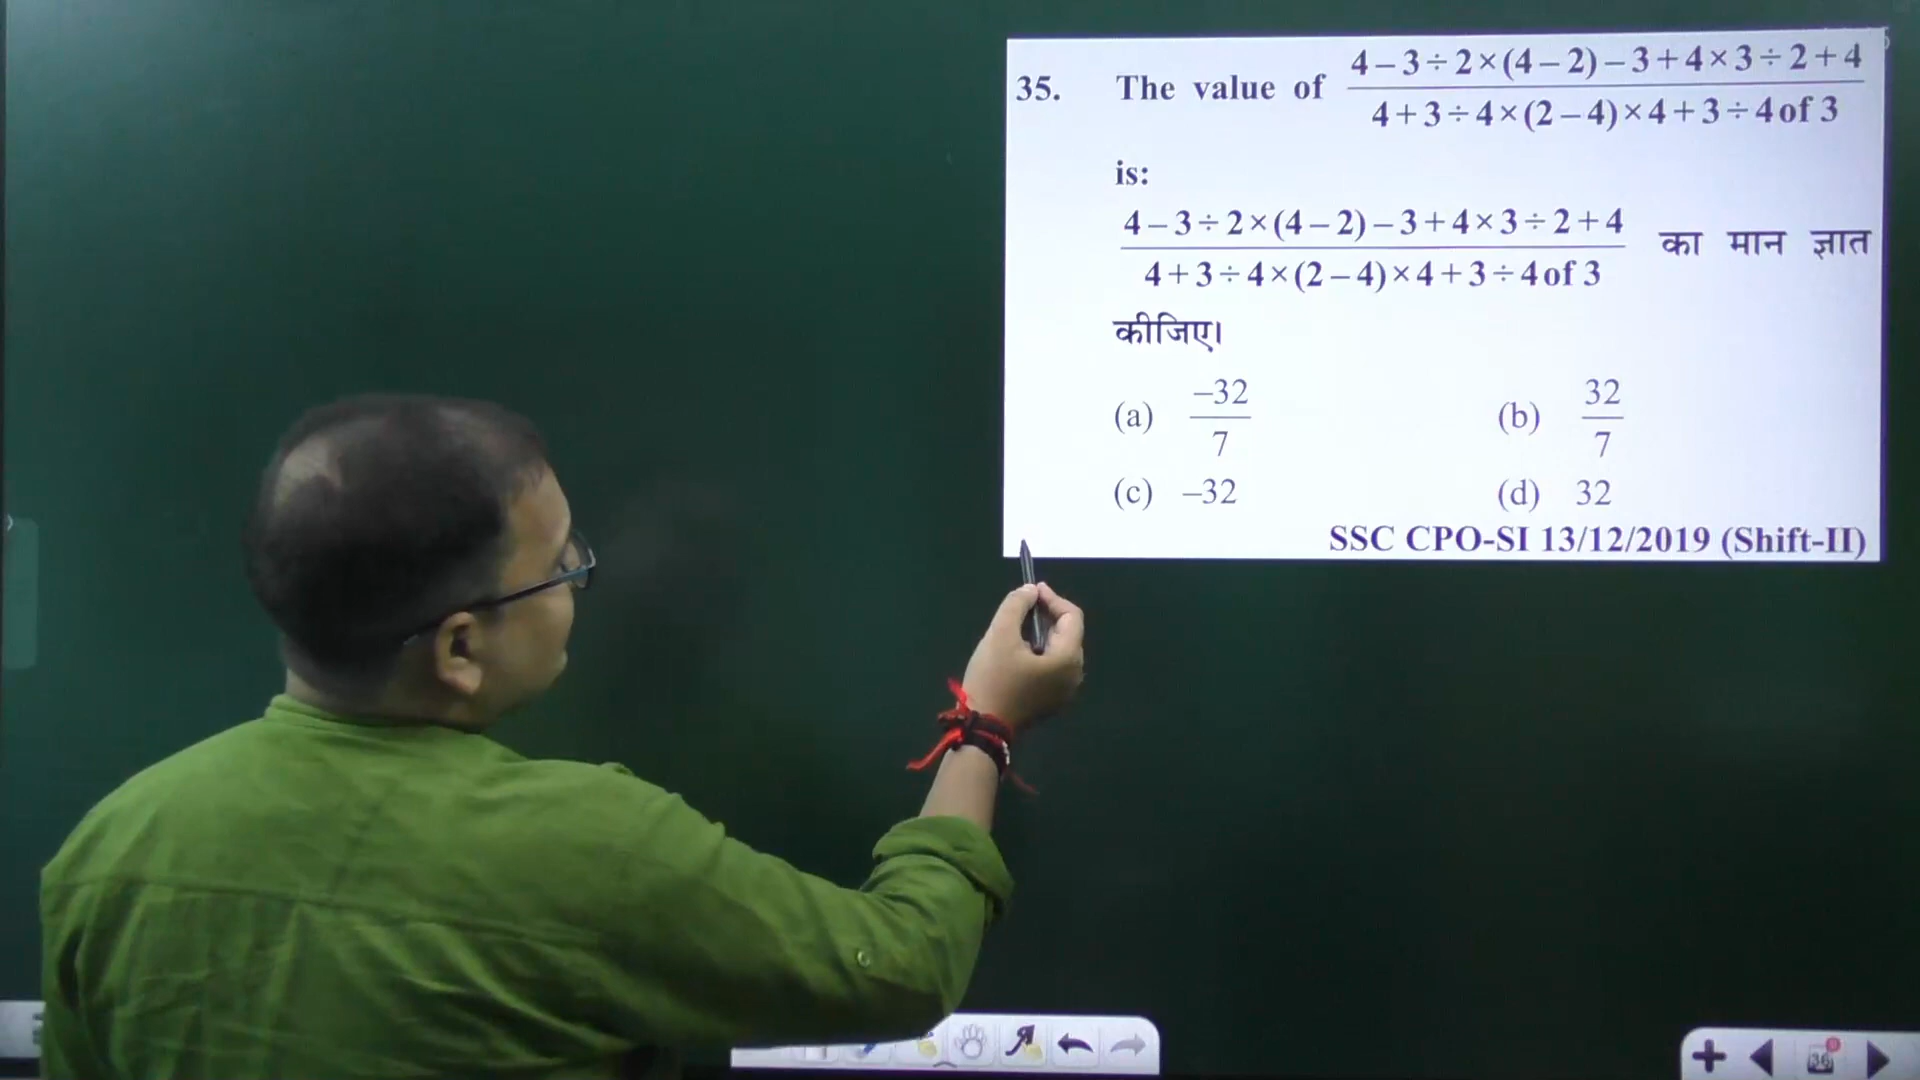 35. The value of
4 – 3 ÷ 2 × (4 – 2) – 3 + 4 × 3 ÷ 2 + 4
4 + 3 ÷ 4 × (2 – 4) × 4 + 3 ÷ 4 of 3
is:
4 – 3 ÷ 2 × (4 – 2) – 3 + 4 × 3 ÷ 2 + 4
4 + 3 ÷ 4 × (2 – 4) × 4 + 3 ÷ 4 of 3
का मान ज्ञात
कीजिए।
(a) –32/7 (b) 32/7
(c) –32 (d) 32
SSC CPO-SI 13/12/2019 (Shift-II)
36